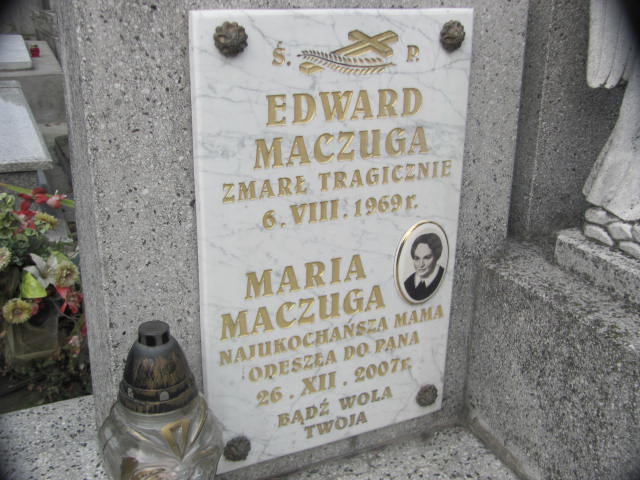 Ś. P.
EDWARD
MACZUGA
ZMARŁ TRAGICZNIE
6. VIII. 1969 r.
MARIA
MACZUGA
NAJUKOCHAŃSZA MAMA
ODESZŁA DO PANA
26. XII. 2007r.
BĄDŹ WOLA
TWOJA